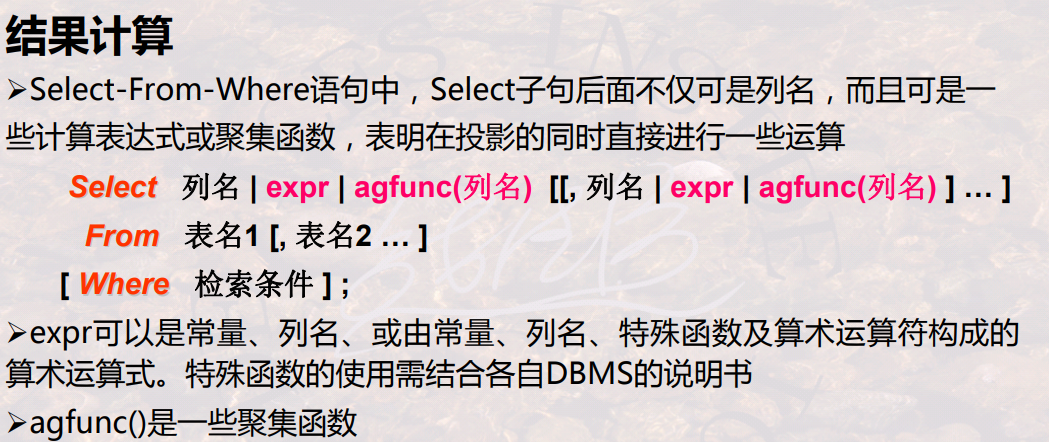 结果计算
➢Select-From-Where语句中，Select子句后面不仅可是列名，而且可是一
些计算表达式或聚集函数，表明在投影的同时直接进行一些运算
Select 列名 | expr | agfunc(列名) [[, 列名 | expr | agfunc(列名) ] … ]
From 表名1 [, 表名2 … ]
[ Where 检索条件 ] ;
➢expr可以是常量、列名、或由常量、列名、特殊函数及算术运算符构成的
算术运算式。特殊函数的使用需结合各自DBMS的说明书
➢agfunc()是一些聚集函数